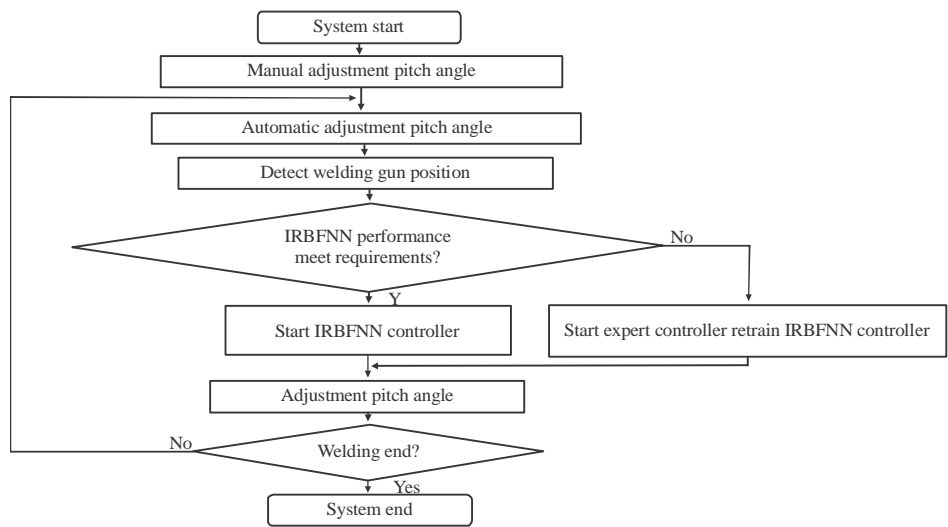 System start
Manual adjustment pitch angle
Automatic adjustment pitch angle
Detect welding gun position
IRBFNN performance
meet requirements?
No
Y
Start IRBFNN controller
Start expert controller retrain IRBFNN controller
Adjustment pitch angle
No
Welding end?
Yes
System end